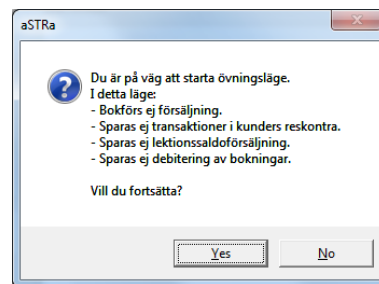 aSTRa
Du är på väg att starta övningsläge.
I detta läge:
- Bokförs ej försäljning.
- Sparas ej transaktioner i kunders reskontra.
- Sparas ej lektionssaldoförsäljning.
- Sparas ej debitering av bokningar.
Vill du fortsätta?
Yes
No